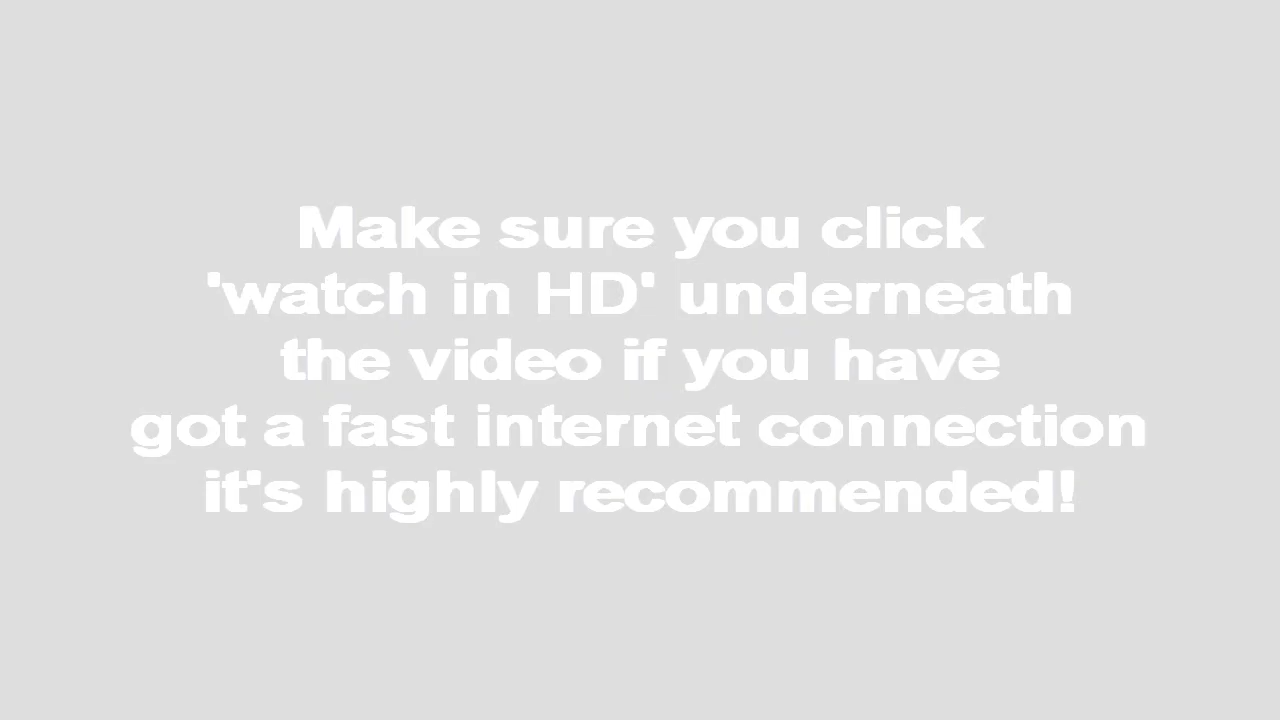 Make sure you click
'watch in HD' underneath
the video if you have
got a fast internet connection
it's highly recommended!